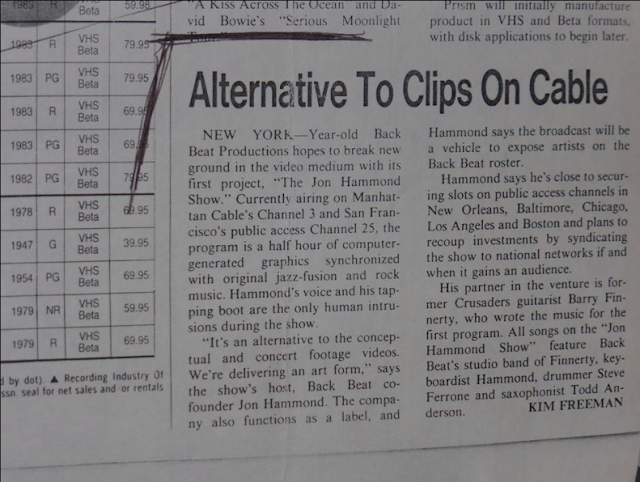 1983 R VHS Beta 59.98
1983 R VHS Beta 79.95
1983 PG VHS Beta 79.95
1983 R VHS Beta 69.95
1983 PG VHS Beta 69.95
1982 PG VHS Beta 79.95
1978 R VHS Beta 69.95
1947 G VHS Beta 39.95
1954 PG VHS Beta 69.95
1979 NR VHS Beta 59.95
1979 R VHS Beta 69.95
d by dot). ▲ Recording Industry Of
ssn. seal for net sales and/or rentals
"A Kiss Across The Ocean" and Da-
vid Bowie's "Serious Moonlight
Prism will initially manufacture
product in VHS and Beta formats,
with disk applications to begin later.
Alternative To Clips On Cable
NEW YORK—Year-old Back
Beat Productions hopes to break new
ground in the video medium with its
first project, "The Jon Hammond
Show." Currently airing on Manhat-
tan Cable's Channel 3 and San Fran-
cisco's public access Channel 25, the
program is a half hour of computer-
generated graphics synchronized
with original jazz-fusion and rock
music. Hammond's voice and his tap-
ping boot are the only human intru-
sions during the show.
"It's an alternative to the concep-
tual and concert footage videos.
We're delivering an art form," says
the show's host, Back Beat co-
founder Jon Hammond. The compa-
ny also functions as a label, and
Hammond says the broadcast will be
a vehicle to expose artists on the
Back Beat roster.
Hammond says he's close to secur-
ing slots on public access channels in
New Orleans, Baltimore, Chicago,
Los Angeles and Boston and plans to
recoup investments by syndicating
the show to national networks if and
when it gains an audience.
His partner in the venture is for-
mer Crusaders guitarist Barry Fin-
nerty, who wrote the music for the
first program. All songs on the "Jon
Hammond Show" feature Back
Beat's studio band of Finnerty, key-
boardist Hammond, drummer Steve
Ferrone and saxophonist Todd An-
derson. KIM FREEMAN